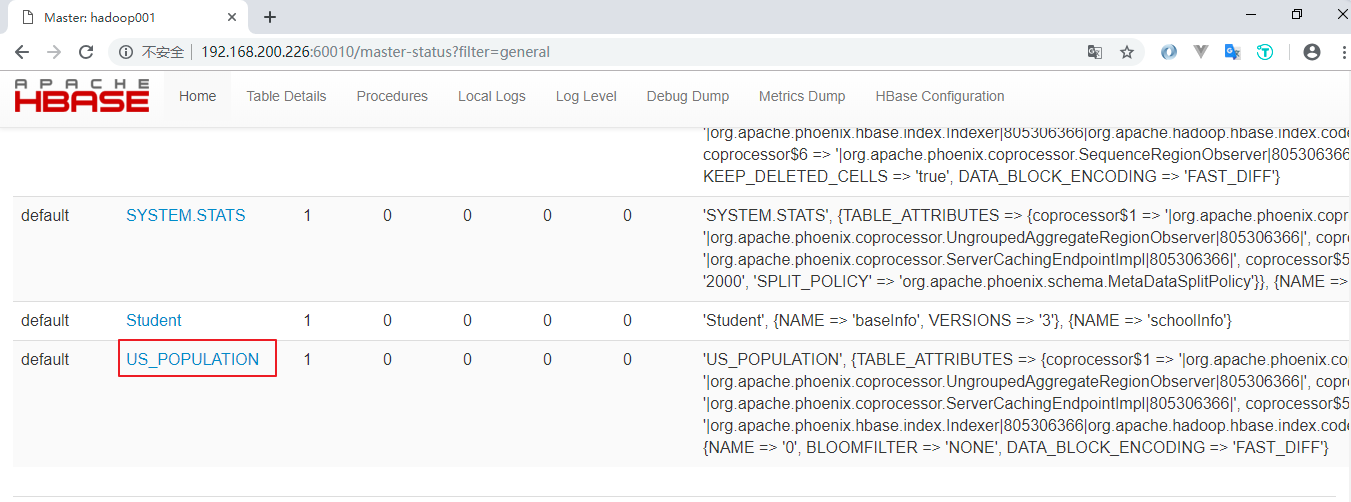 Master: hadoop001
不安全 192.168.200.226:60010/master-status?filter=general
APACHE
HBASE
Home Table Details Procedures Local Logs Log Level Debug Dump Metrics Dump HBase Configuration
'|org.apache.phoenix.hbase.index.Indexer|805306366|org.apache.hadoop.hbase.index.code
coprocessor$6 => '|org.apache.phoenix.coprocessor.SequenceRegionObserver|805306366
KEEP_DELETED_CELLS => 'true', DATA_BLOCK_ENCODING => 'FAST_DIFF'}
default SYSTEM.STATS 1 0 0 0 0 'SYSTEM.STATS', {TABLE_ATTRIBUTES => {coprocessor$1 => '|org.apache.phoenix.copr
'|org.apache.phoenix.coprocessor.UngroupedAggregateRegionObserver|805306366|', copro
'|org.apache.phoenix.coprocessor.ServerCachingEndpointImpl|805306366|', coprocessor$5
'2000', 'SPLIT_POLICY' => 'org.apache.phoenix.schema.MetaDataSplitPolicy'}}, {NAME =>
default Student 1 0 0 0 0 'Student', {NAME => 'baseInfo', VERSIONS => '3'}, {NAME => 'schoolInfo'}
default US_POPULATION 1 0 0 0 0 'US_POPULATION', {TABLE_ATTRIBUTES => {coprocessor$1 => '|org.apache.phoenix.co
'|org.apache.phoenix.coprocessor.UngroupedAggregateRegionObserver|805306366|', copro
'|org.apache.phoenix.coprocessor.ServerCachingEndpointImpl|805306366|', coprocessor$5
'|org.apache.phoenix.hbase.index.Indexer|805306366|org.apache.hadoop.hbase.index.code
{NAME => '0', BLOOMFILTER => 'NONE', DATA_BLOCK_ENCODING => 'FAST_DIFF'}